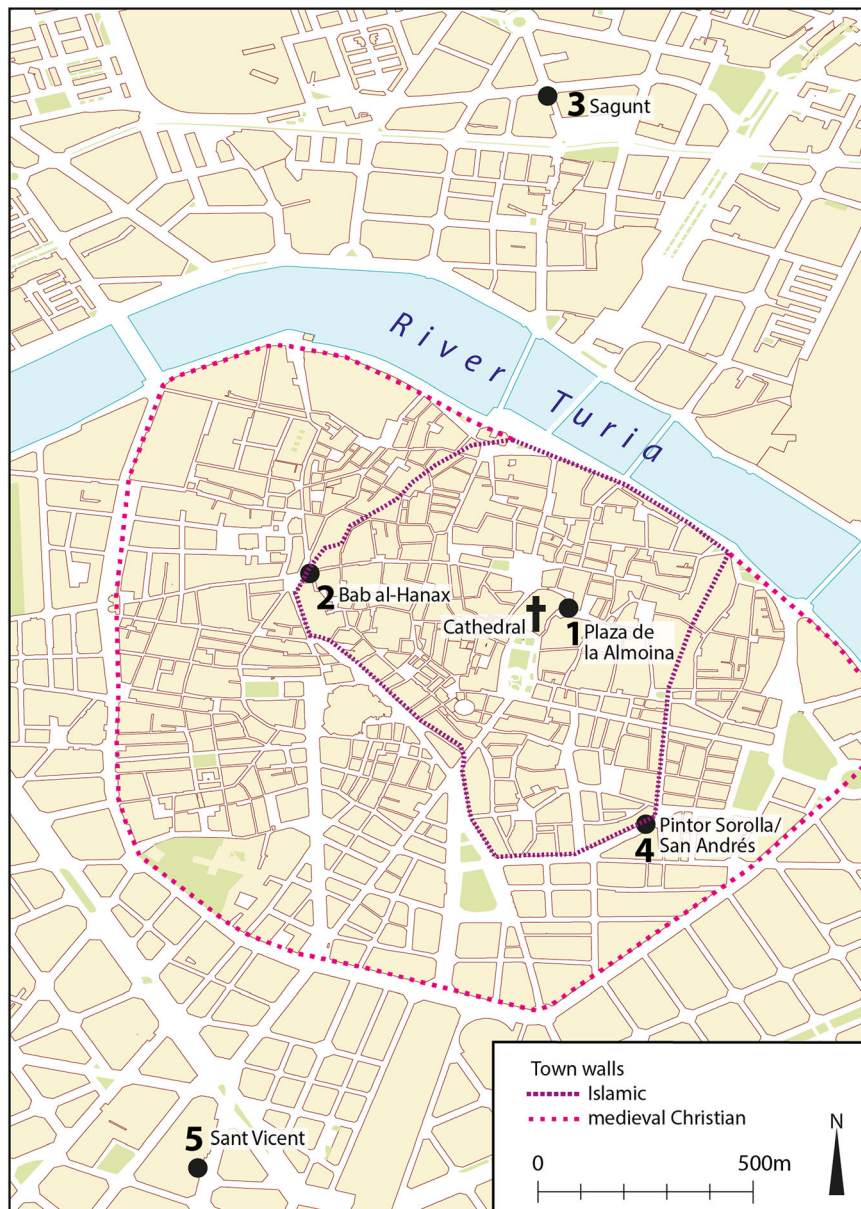 3 Sagunt
River Turia
2 Bab al-Hanax
Cathedral
1 Plaza de
la Almoina
Pintor Sorolla/
4 San Andrés
5 Sant Vicent
Town walls
Islamic
medieval Christian
N
0 500m